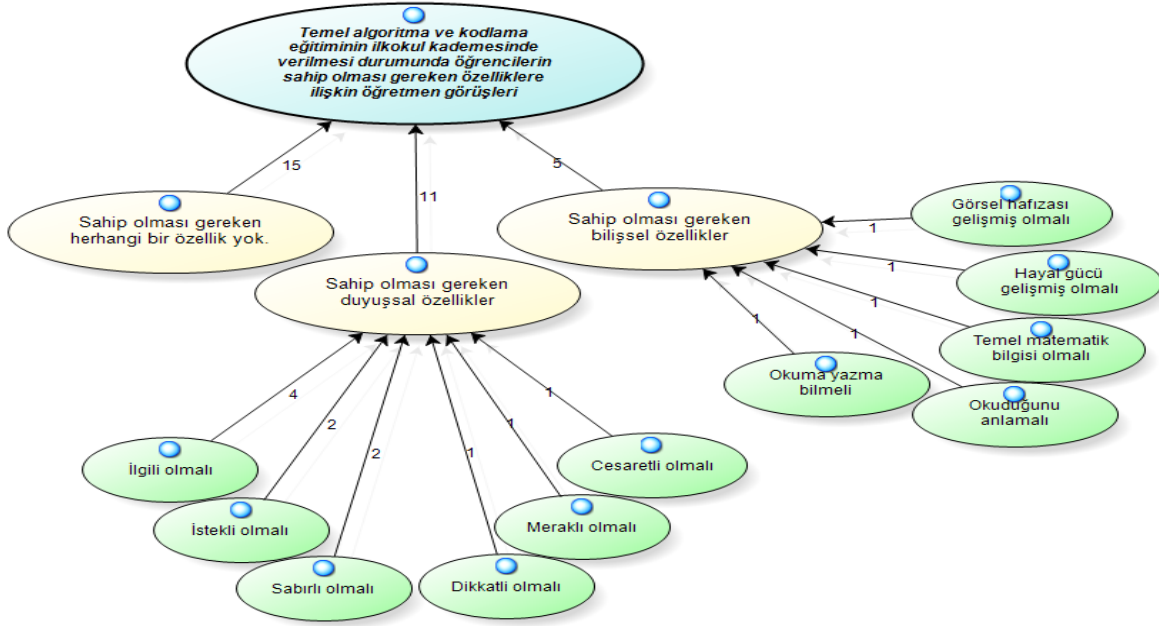 Temel algoritma ve kodlama
eğitiminin ilkokul kademesinde
verilmesi durumunda öğrencilerin
sahip olması gereken özelliklere
ilişkin öğretmen görüşleri
15
11
5
Sahip olması gereken
herhangi bir özellik yok.
Sahip olması gereken
bilişsel özellikler
Görsel hafızası
gelişmiş olmalı
1
Sahip olması gereken
duyuşsal özellikler
Hayal gücü
gelişmiş olmalı
1
Temel matematik
bilgisi olmalı
1
Okuma yazma
bilmeli
1
Okuduğunu
anlamalı
1
4
2
2
1
1
1
İlgili olmalı
Cesaretli olmalı
İstekli olmalı
Meraklı olmalı
Sabırlı olmalı
Dikkatli olmalı